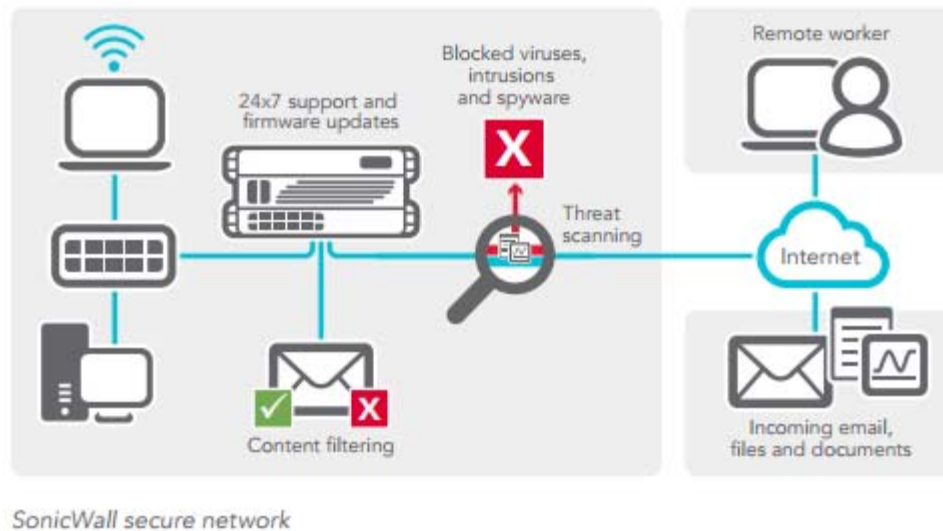 Blocked viruses,
intrusions
and spyware
24x7 support and
firmware updates
X
Threat
scanning
X
Content filtering
Remote worker
Internet
Incoming email,
files and documents
SonicWall secure network